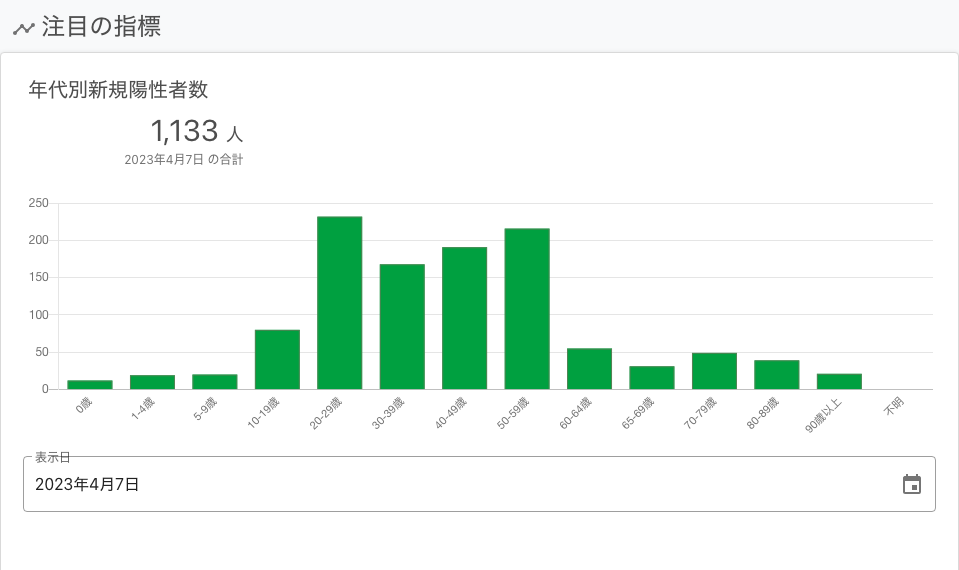 注目の指標
年代別新規陽性者数
1,133 人
2023年4月7日 の合計
250
200
150
100
50
0
0歳
1-4歳
5-9歳
10-19歳
20-29歳
30-39歳
40-49歳
50-59歳
60-64歳
65-69歳
70-79歳
80-89歳
90歳以上
不明
表示日
2023年4月7日